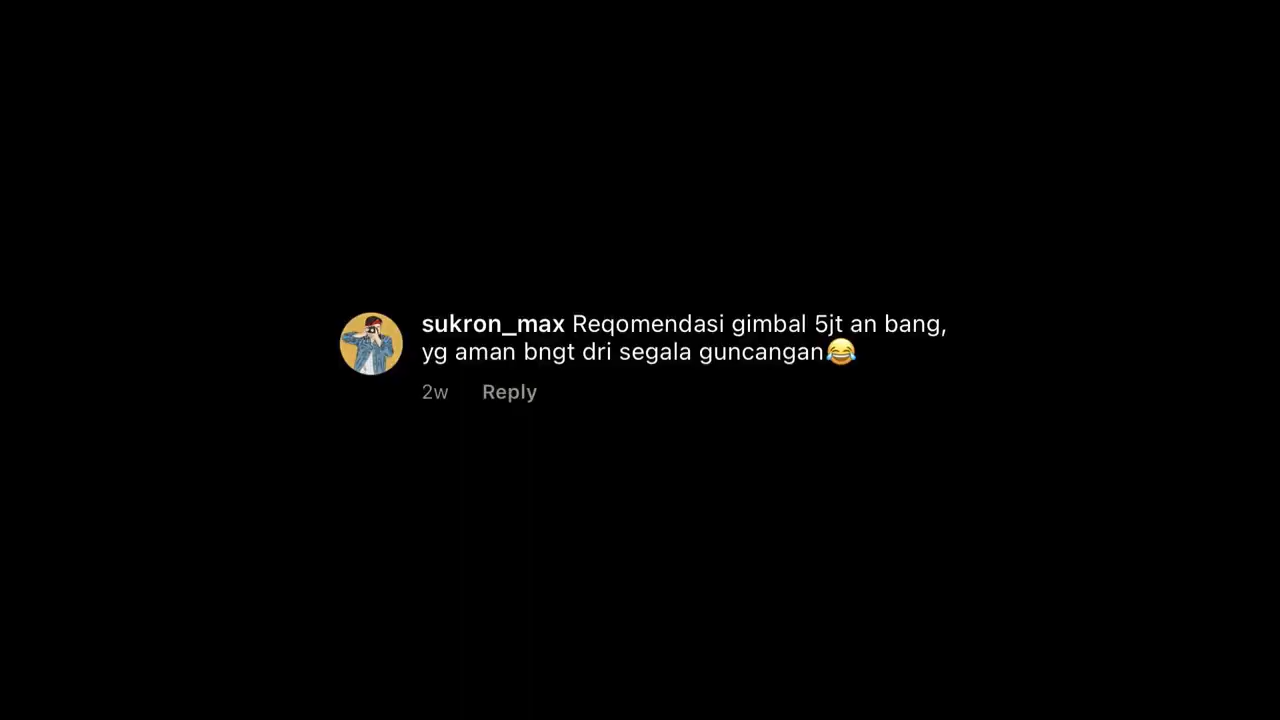 sukron_max Reqomendasi gimbal 5jt an bang,
yg aman bngt dri segala guncangan😂
2w Reply